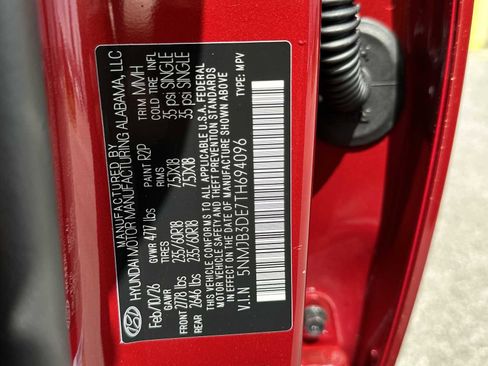 MANUFACTURED BY
HYUNDAI MOTOR MANUFACTURING ALABAMA, LLC
Feb/10/26 GVWR 4717 lbs PAINT R2P TRIM MMH
GAWR TIRES RIMS COLD TIRE INFL
FRONT 2778 lbs 235/60R18 7.5JX18 35 psi SINGLE
REAR 2646 lbs 235/60R18 7.5JX18 35 psi SINGLE
THIS VEHICLE CONFORMS TO ALL APPLICABLE U.S.A. FEDERAL
MOTOR VEHICLE SAFETY AND THEFT PREVENTION STANDARDS
IN EFFECT ON THE DATE OF MANUFACTURE SHOWN ABOVE
V.I.N 5NMJB3DE7TH694096 TYPE: MPV